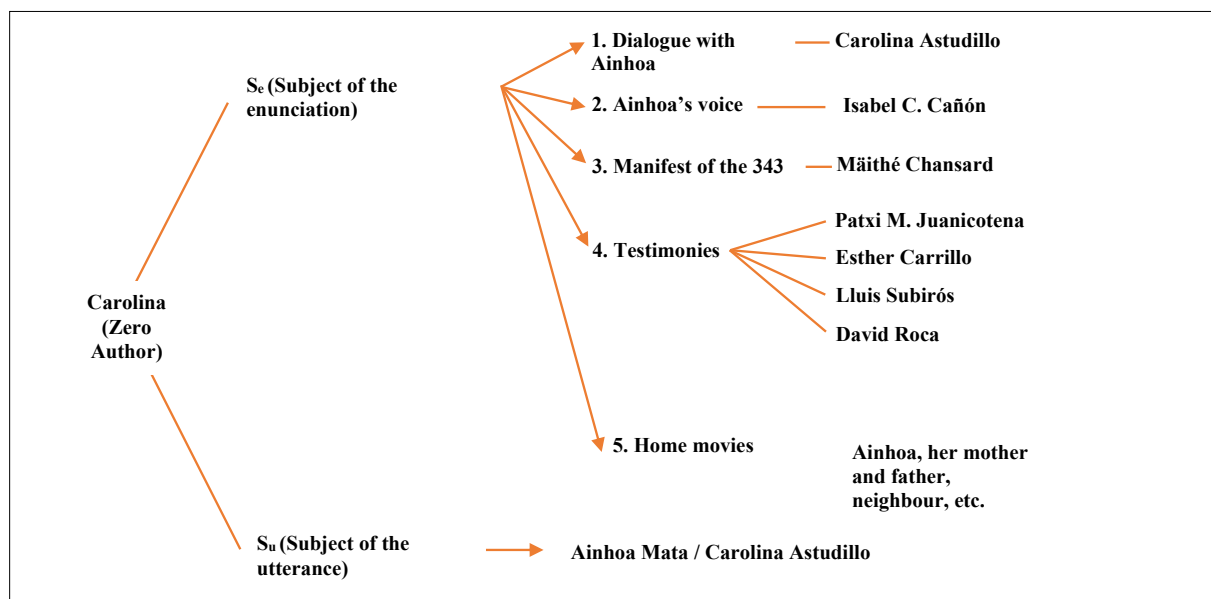 1. Dialogue with
Ainhoa
Carolina Astudillo
Se (Subject of the
enunciation)
2. Ainhoa’s voice
Isabel C. Cañón
3. Manifest of the 343
Mäithé Chansard
4. Testimonies
Patxi M. Juanicotena
Esther Carrillo
Lluis Subirós
David Roca
Carolina
(Zero
Author)
5. Home movies
Ainhoa, her mother
and father,
neighbour, etc.
Su (Subject of the
utterance)
Ainhoa Mata / Carolina Astudillo